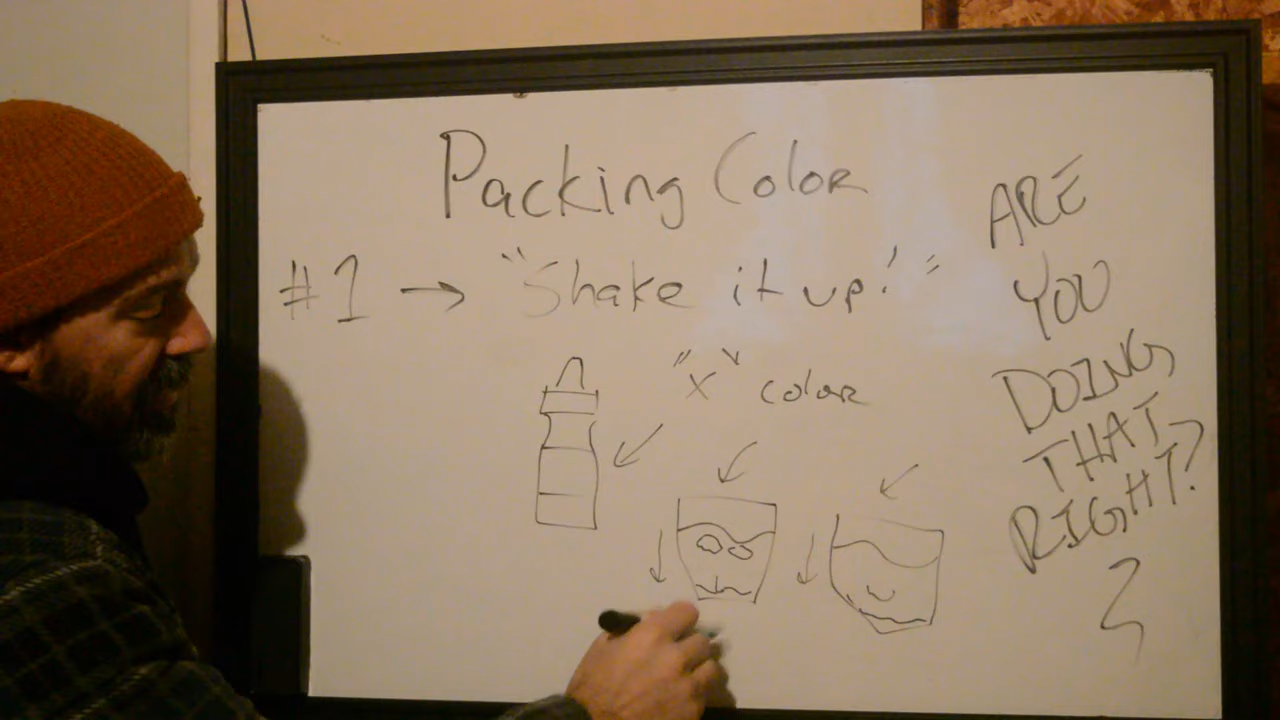 Packing Color
#1 → "Shake it up!"
"x" color
ARE
YOU
DOING
THAT
RIGHT?